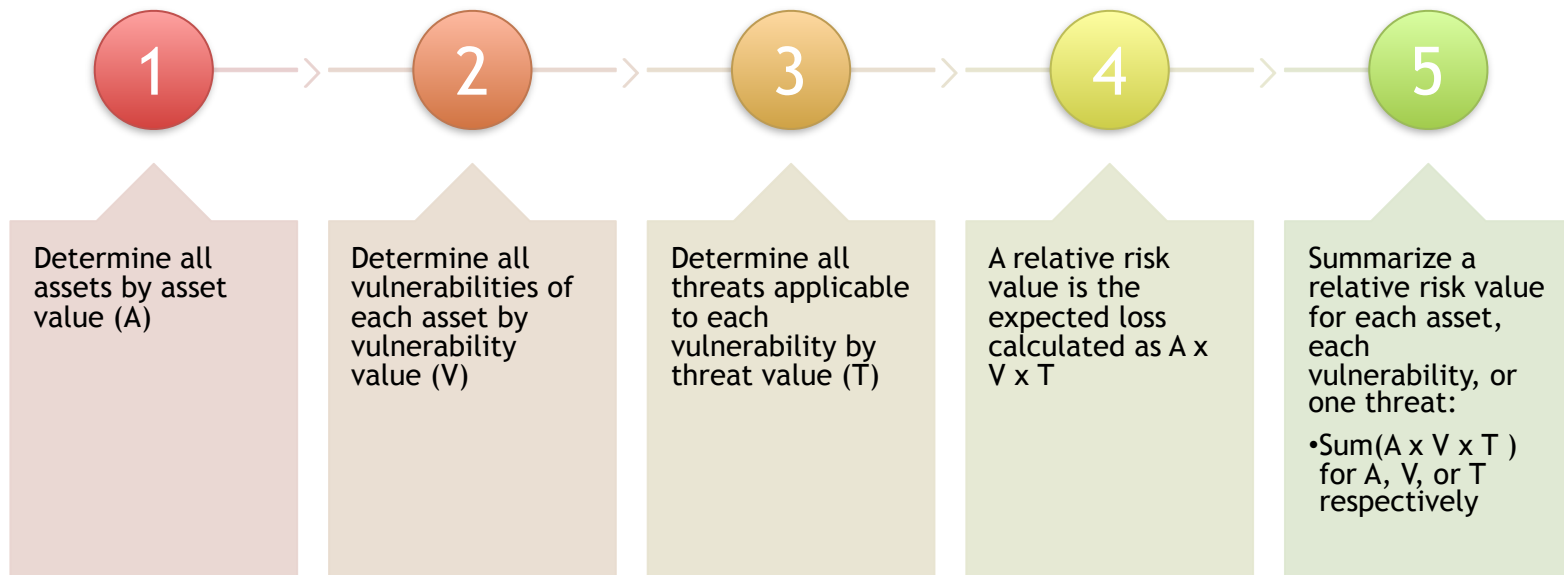 1
2
3
4
5
Determine all
assets by asset
value (A)
Determine all
vulnerabilities of
each asset by
vulnerability
value (V)
Determine all
threats applicable
to each
vulnerability by
threat value (T)
A relative risk
value is the
expected loss
calculated as A x
V x T
Summarize a
relative risk value
for each asset,
each
vulnerability, or
one threat:
•Sum(A x V x T )
for A, V, or T
respectively